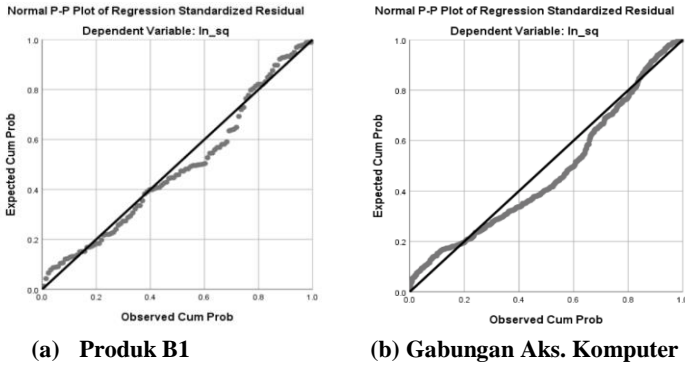 Normal P-P Plot of Regression Standardized Residual
Dependent Variable: ln_sq
1.0
0.8
0.6
0.4
0.2
0.0
0.0 0.2 0.4 0.6 0.8 1.0
Expected Cum Prob
Observed Cum Prob
(a) Produk B1
Normal P-P Plot of Regression Standardized Residual
Dependent Variable: ln_sq
1.0
0.8
0.6
0.4
0.2
0.0
0.0 0.2 0.4 0.6 0.8 1.0
Expected Cum Prob
Observed Cum Prob
(b) Gabungan Aks. Komputer